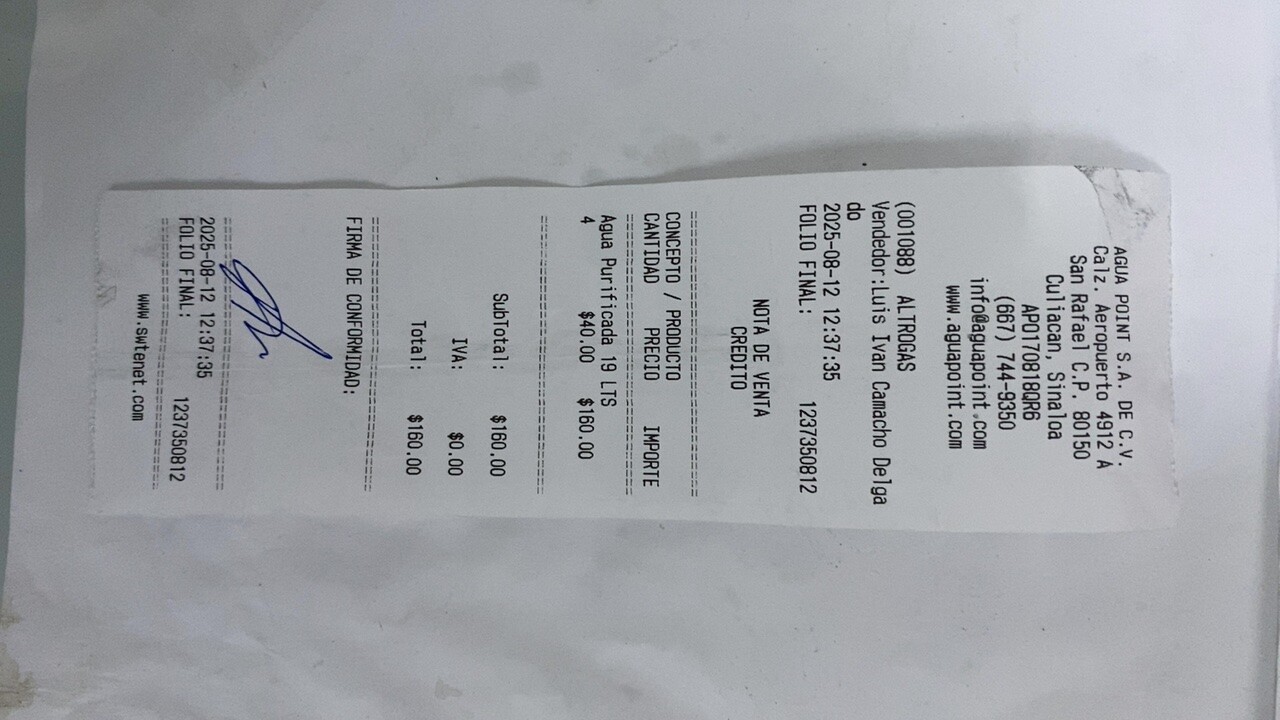 AGUA POINT S.A. DE C.V.
Calz. Aeropuerto 4912 A
San Rafael C.P. 80150
Culiacan, Sinaloa
APO170818QR6
(667) 744-9350
info@aguapoint.com
www.aguapoint.com
(001088) ALTROGAS
Vendedor:Luis Ivan Camacho Delga
do
2025-08-12 12:37:35
FOLIO FINAL: 1237350812
NOTA DE VENTA
CREDITO
================================
CONCEPTO / PRODUCTO
CANTIDAD PRECIO IMPORTE
================================
Agua Purificada 19 LTS
4 $40.00 $160.00
================================
SubTotal: $160.00
IVA: $0.00
Total: $160.00
================================
FIRMA DE CONFORMIDAD:
================================
2025-08-12 12:37:35
FOLIO FINAL: 1237350812
================================
www.swtenet.com